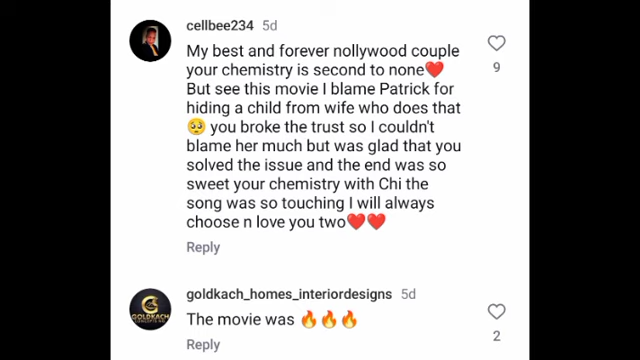 cellbee234 5d
My best and forever nollywood couple
your chemistry is second to none❤️
But see this movie I blame Patrick for
hiding a child from wife who does that
🥺 you broke the trust so I couldn't
blame her much but was glad that you
solved the issue and the end was so
sweet your chemistry with Chi the
song was so touching I will always
choose n love you two❤️❤️
9
Reply
goldkach_homes_interiordesigns 5d
The movie was 🔥🔥🔥
2
Reply
GOLDKACH